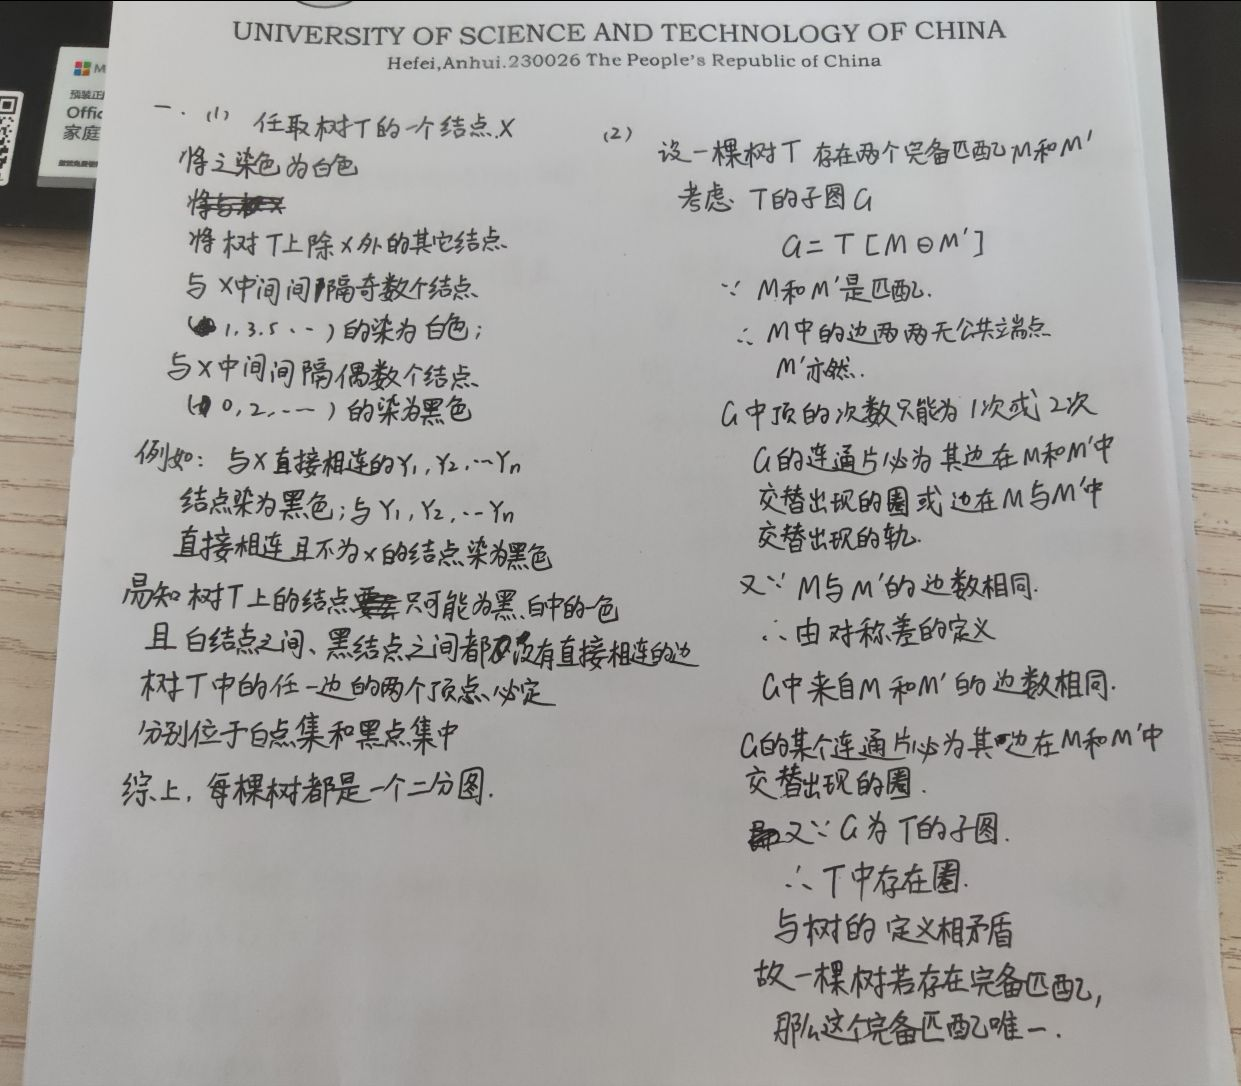 UNIVERSITY OF SCIENCE AND TECHNOLOGY OF CHINA
Hefei,Anhui.230026 The People's Republic of China
M
预装正
Offic
家庭
一.(1) 任取树T的一个结点X
将之染色为白色
将树T上除X外的其它结点
与X中间间隔奇数个结点
(1,3,5...)的染为白色;
与X中间间隔偶数个结点
(0,2,...)的染为黑色
例如: 与X直接相连的Y1,Y2,...Yn
结点染为黑色;与Y1,Y2,...Yn
直接相连且不为X的结点染为黑色
易知树T上的结点只可能为黑、白中的一色
且白结点之间、黑结点之间都没有直接相连的边
树T中的任一边的两个顶点必定
分别位于白点集和黑点集中
综上,每棵树都是一个二分图.
(2) 设一棵树T存在两个完备匹配M和M'
考虑T的子图G
G=T[M⊖M']
∵ M和M'是匹配.
∴ M中的边两两无公共端点
M'亦然.
G中顶的次数只能为1次或2次
G的连通片必为其边在M和M'中
交替出现的圈或边在M与M'中
交替出现的轨.
又∵ M与M'的边数相同.
∴由对称差的定义
G中来自M和M'的边数相同.
G的某个连通片必为其边在M和M'中
交替出现的圈.
又∵G为T的子图.
∴T中存在圈.
与树的定义相矛盾
故一棵树若存在完备匹配,
那么这个完备匹配唯一.